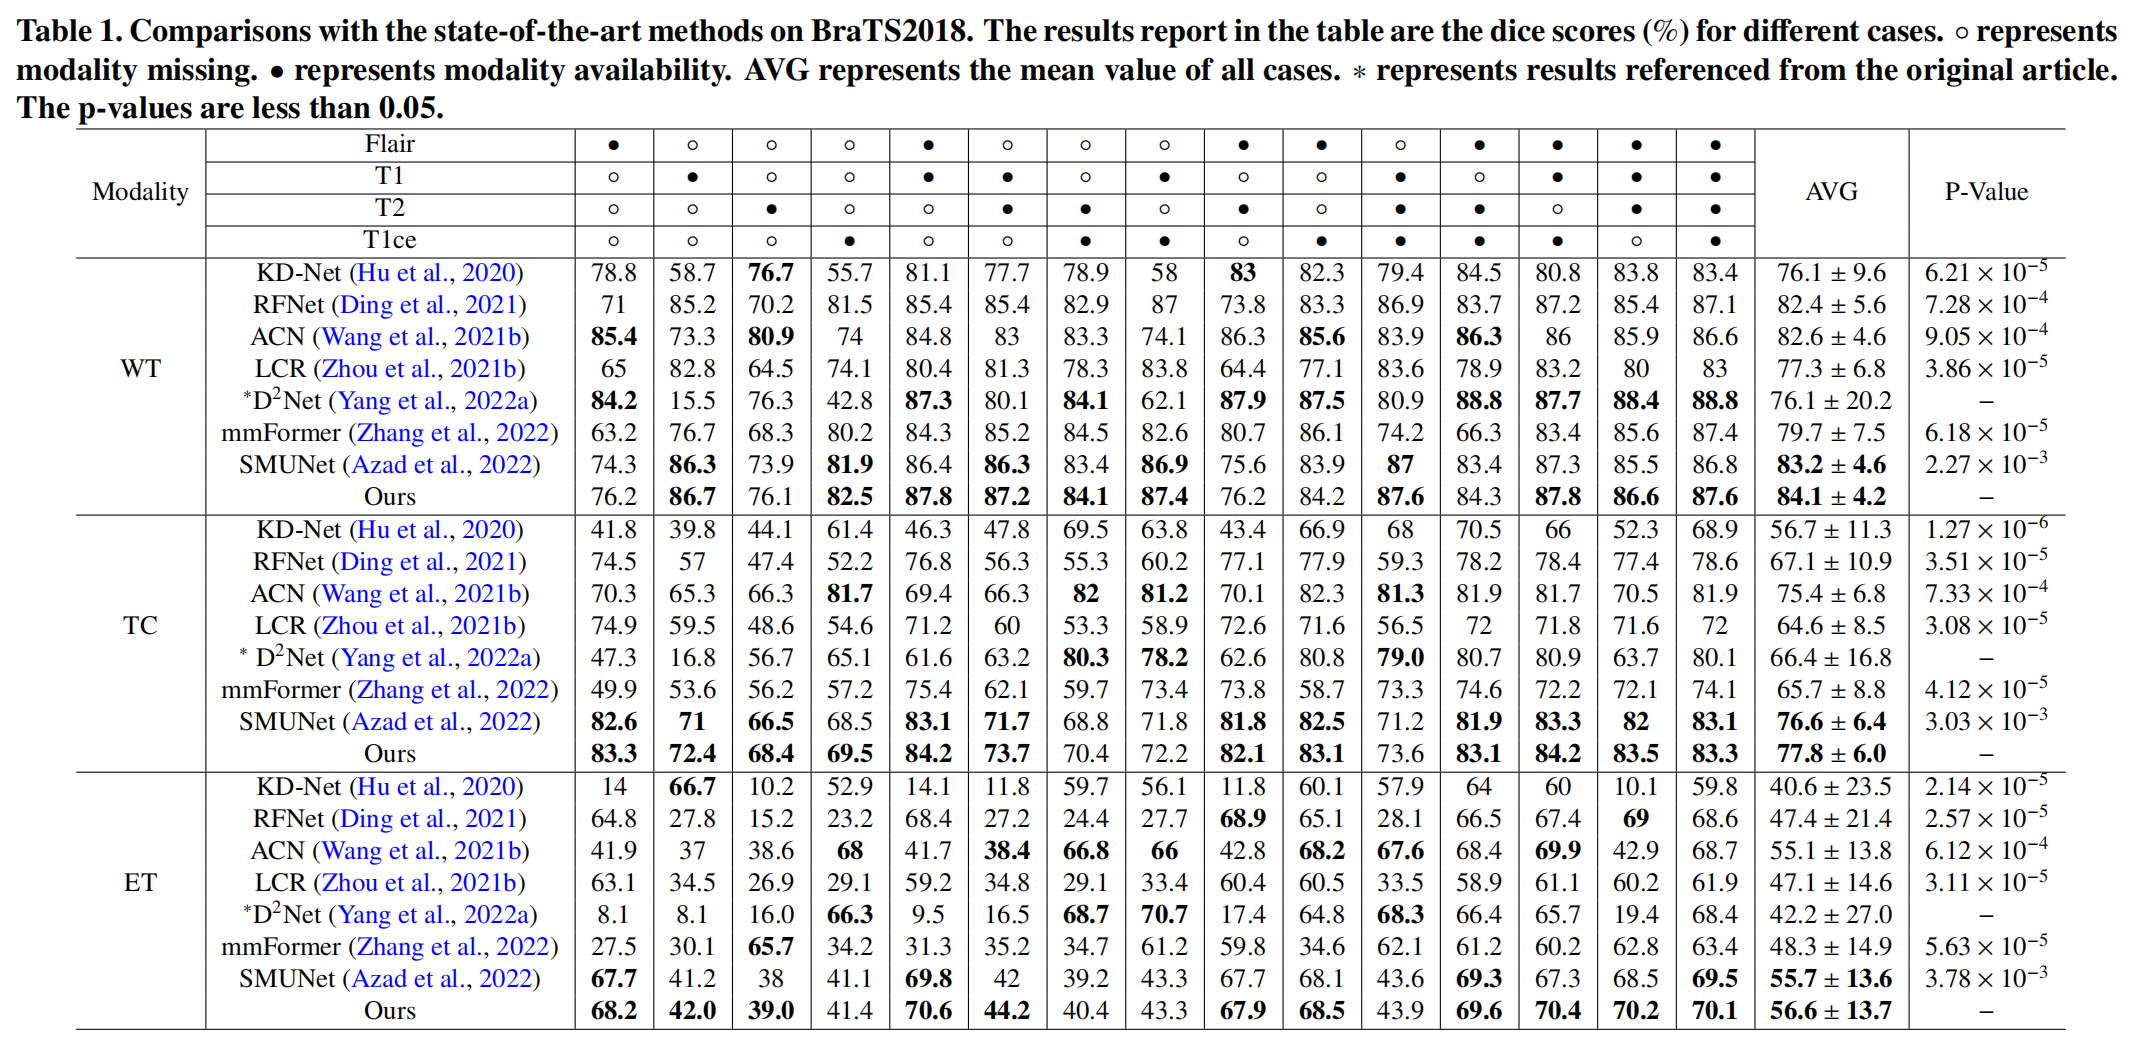 Table 1. Comparisons with the state-of-the-art methods on BraTS2018. The results report in the table are the dice scores (%) for different cases. ○ represents
modality missing. ● represents modality availability. AVG represents the mean value of all cases. * represents results referenced from the original article.
The p-values are less than 0.05.
Modality Flair ● ○ ○ ○ ● ○ ○ ○ ● ● ○ ● ● ● ● AVG P-Value
T1 ○ ● ○ ○ ● ● ○ ● ○ ○ ● ○ ● ● ●
T2 ○ ○ ● ○ ○ ● ● ○ ● ○ ● ● ○ ● ●
T1ce ○ ○ ○ ● ○ ○ ● ● ○ ● ● ● ● ○ ●
WT
KD-Net (Hu et al., 2020) 78.8 58.7 76.7 55.7 81.1 77.7 78.9 58 83 82.3 79.4 84.5 80.8 83.8 83.4 76.1 ± 9.6 6.21 × 10⁻⁵
RFNet (Ding et al., 2021) 71 85.2 70.2 81.5 85.4 85.4 82.9 87 73.8 83.3 86.9 83.7 87.2 85.4 87.1 82.4 ± 5.6 7.28 × 10⁻⁴
ACN (Wang et al., 2021b) 85.4 73.3 80.9 74 84.8 83 83.3 74.1 86.3 85.6 83.9 86.3 86 85.9 86.6 82.6 ± 4.6 9.05 × 10⁻⁴
LCR (Zhou et al., 2021b) 65 82.8 64.5 74.1 80.4 81.3 78.3 83.8 64.4 77.1 83.6 78.9 83.2 80 83 77.3 ± 6.8 3.86 × 10⁻⁵
*D²Net (Yang et al., 2022a) 84.2 15.5 76.3 42.8 87.3 80.1 84.1 62.1 87.9 87.5 80.9 88.8 87.7 88.4 88.8 76.1 ± 20.2 –
mmFormer (Zhang et al., 2022) 63.2 76.7 68.3 80.2 84.3 85.2 84.5 82.6 80.7 86.1 74.2 66.3 83.4 85.6 87.4 79.7 ± 7.5 6.18 × 10⁻⁵
SMUNet (Azad et al., 2022) 74.3 86.3 73.9 81.9 86.4 86.3 83.4 86.9 75.6 83.9 87 83.4 87.3 85.5 86.8 83.2 ± 4.6 2.27 × 10⁻³
Ours 76.2 86.7 76.1 82.5 87.8 87.2 84.1 87.4 76.2 84.2 87.6 84.3 87.8 86.6 87.6 84.1 ± 4.2 –
TC
KD-Net (Hu et al., 2020) 41.8 39.8 44.1 61.4 46.3 47.8 69.5 63.8 43.4 66.9 68 70.5 66 52.3 68.9 56.7 ± 11.3 1.27 × 10⁻⁶
RFNet (Ding et al., 2021) 74.5 57 47.4 52.2 76.8 56.3 55.3 60.2 77.1 77.9 59.3 78.2 78.4 77.4 78.6 67.1 ± 10.9 3.51 × 10⁻⁵
ACN (Wang et al., 2021b) 70.3 65.3 66.3 81.7 69.4 66.3 82 81.2 70.1 82.3 81.3 81.9 81.7 70.5 81.9 75.4 ± 6.8 7.33 × 10⁻⁴
LCR (Zhou et al., 2021b) 74.9 59.5 48.6 54.6 71.2 60 53.3 58.9 72.6 71.6 56.5 72 71.8 71.6 72 64.6 ± 8.5 3.08 × 10⁻⁵
* D²Net (Yang et al., 2022a) 47.3 16.8 56.7 65.1 61.6 63.2 80.3 78.2 62.6 80.8 79.0 80.7 80.9 63.7 80.1 66.4 ± 16.8 –
mmFormer (Zhang et al., 2022) 49.9 53.6 56.2 57.2 75.4 62.1 59.7 73.4 73.8 58.7 73.3 74.6 72.2 72.1 74.1 65.7 ± 8.8 4.12 × 10⁻⁵
SMUNet (Azad et al., 2022) 82.6 71 66.5 68.5 83.1 71.7 68.8 71.8 81.8 82.5 71.2 81.9 83.3 82 83.1 76.6 ± 6.4 3.03 × 10⁻³
Ours 83.3 72.4 68.4 69.5 84.2 73.7 70.4 72.2 82.1 83.1 73.6 83.1 84.2 83.5 83.3 77.8 ± 6.0 –
ET
KD-Net (Hu et al., 2020) 14 66.7 10.2 52.9 14.1 11.8 59.7 56.1 11.8 60.1 57.9 64 60 10.1 59.8 40.6 ± 23.5 2.14 × 10⁻⁵
RFNet (Ding et al., 2021) 64.8 27.8 15.2 23.2 68.4 27.2 24.4 27.7 68.9 65.1 28.1 66.5 67.4 69 68.6 47.4 ± 21.4 2.57 × 10⁻⁵
ACN (Wang et al., 2021b) 41.9 37 38.6 68 41.7 38.4 66.8 66 42.8 68.2 67.6 68.4 69.9 42.9 68.7 55.1 ± 13.8 6.12 × 10⁻⁴
LCR (Zhou et al., 2021b) 63.1 34.5 26.9 29.1 59.2 34.8 29.1 33.4 60.4 60.5 33.5 58.9 61.1 60.2 61.9 47.1 ± 14.6 3.11 × 10⁻⁵
*D²Net (Yang et al., 2022a) 8.1 8.1 16.0 66.3 9.5 16.5 68.7 70.7 17.4 64.8 68.3 66.4 65.7 19.4 68.4 42.2 ± 27.0 –
mmFormer (Zhang et al., 2022) 27.5 30.1 65.7 34.2 31.3 35.2 34.7 61.2 59.8 34.6 62.1 61.2 60.2 62.8 63.4 48.3 ± 14.9 5.63 × 10⁻⁵
SMUNet (Azad et al., 2022) 67.7 41.2 38 41.1 69.8 42 39.2 43.3 67.7 68.1 43.6 69.3 67.3 68.5 69.5 55.7 ± 13.6 3.78 × 10⁻³
Ours 68.2 42.0 39.0 41.4 70.6 44.2 40.4 43.3 67.9 68.5 43.9 69.6 70.4 70.2 70.1 56.6 ± 13.7 –